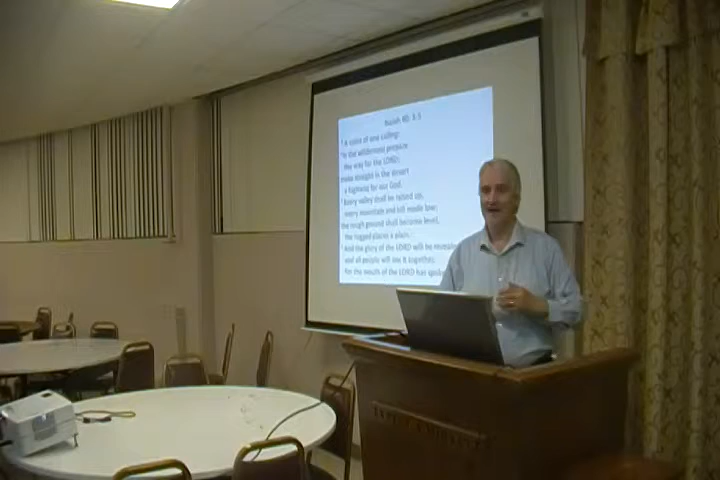 Isaiah 40: 3-5
³ A voice of one calling:
"In the wilderness prepare
the way for the LORD;
make straight in the desert
a highway for our God.
⁴ Every valley shall be raised up,
every mountain and hill made low;
the rough ground shall become level,
the rugged places a plain.
⁵ And the glory of the LORD will be
and all people will see it together.
For the mouth of the LORD has